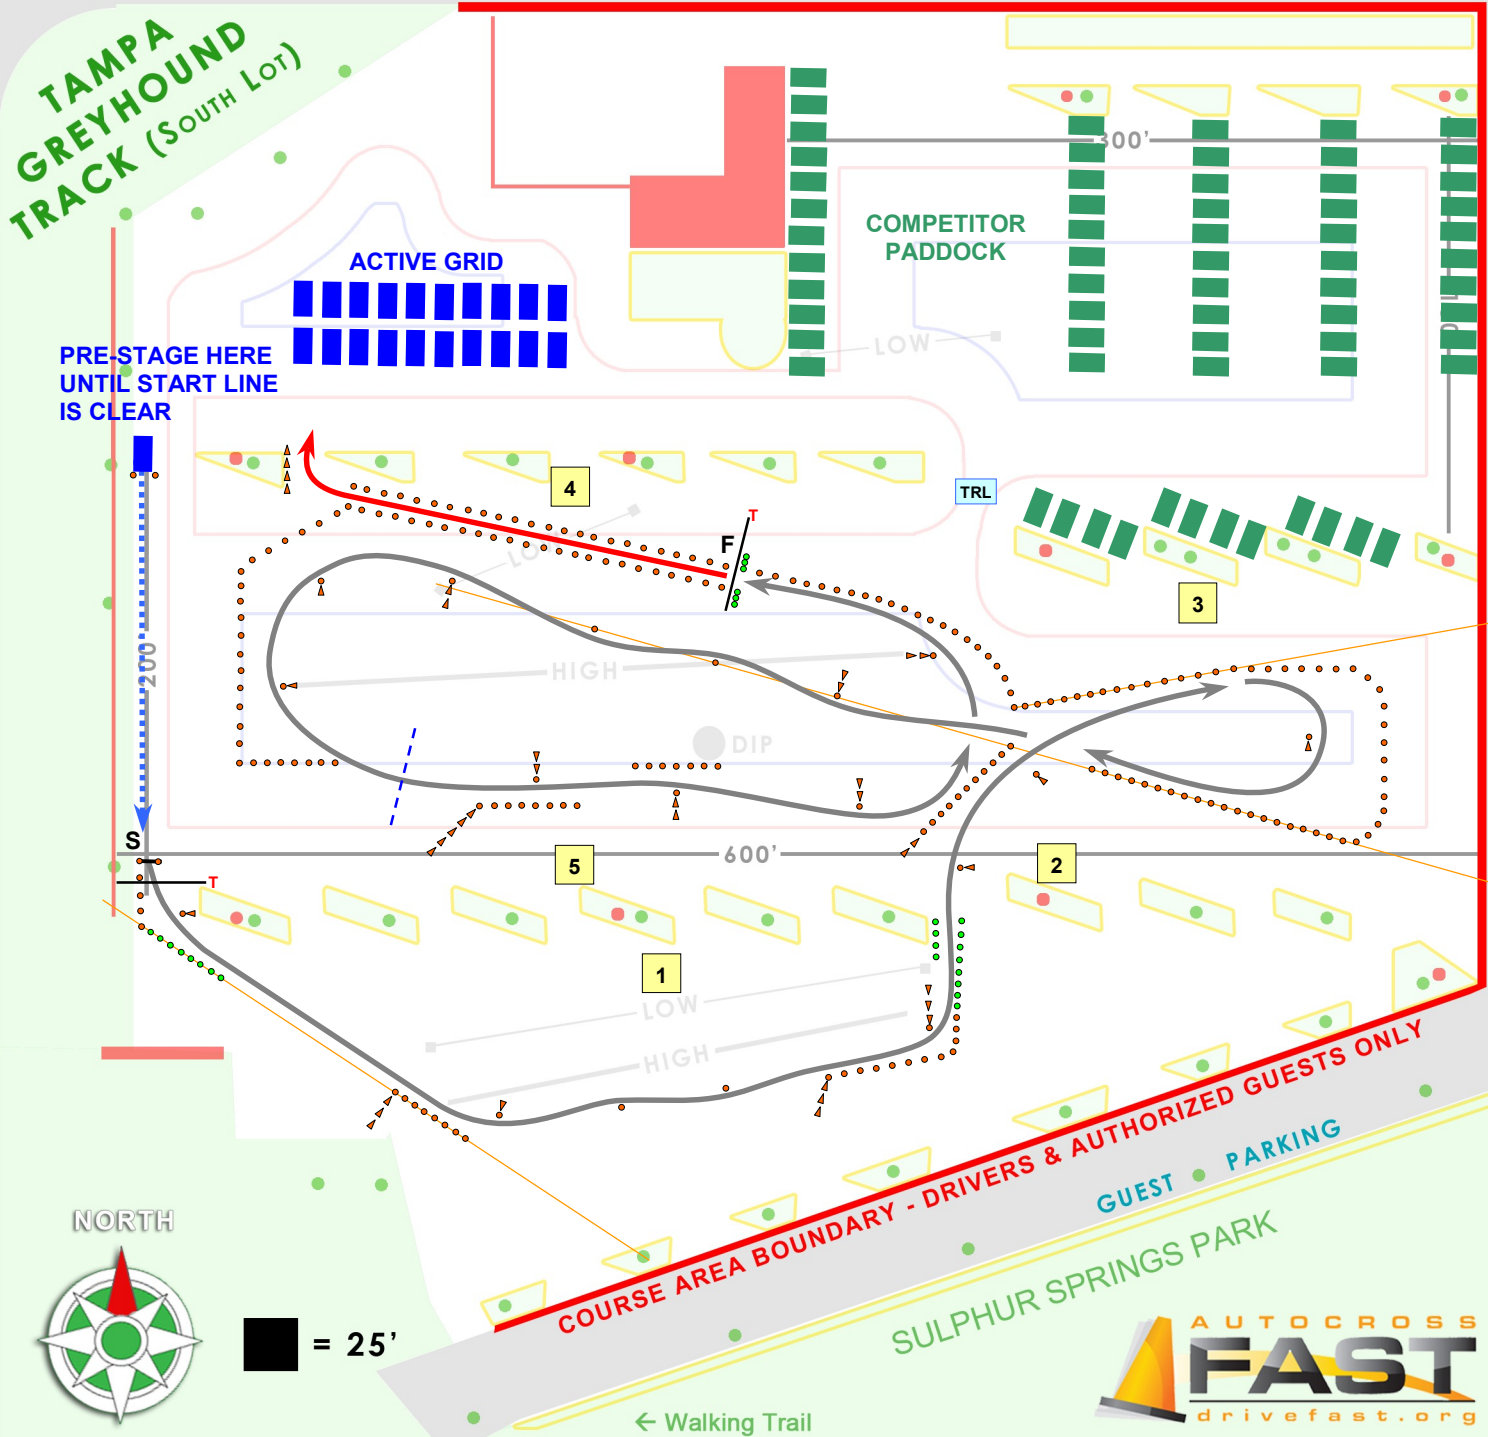 TAMPA
GREYHOUND
TRACK (SOUTH LOT)
300'
COMPETITOR
PADDOCK
ACTIVE GRID
LOW
PRE-STAGE HERE
UNTIL START LINE
IS CLEAR
4
TRL
T
F
LOW
3
200
HIGH
DIP
S
600'
5
2
T
1
LOW
HIGH
COURSE AREA BOUNDARY - DRIVERS & AUTHORIZED GUESTS ONLY
GUEST PARKING
SULPHUR SPRINGS PARK
NORTH
= 25'
← Walking Trail
AUTOCROSS
FAST
drivefast.org